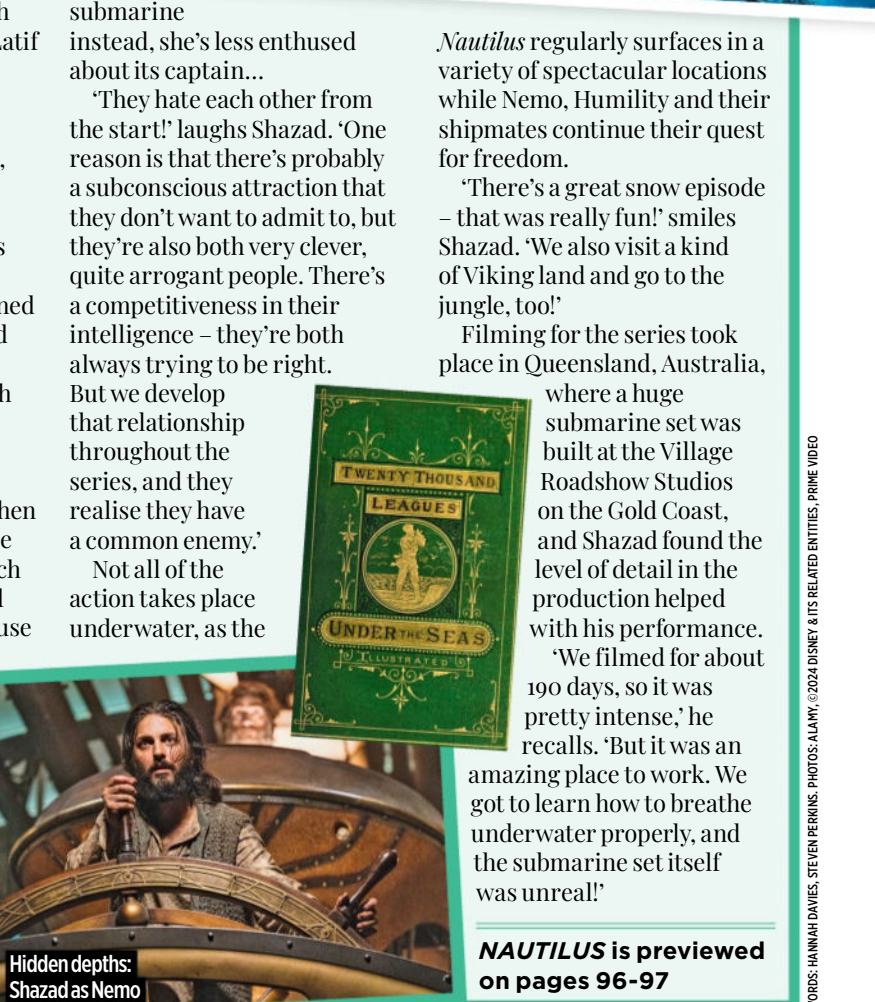 submarine
instead, she's less enthused
about its captain…
'They hate each other from
the start!' laughs Shazad. 'One
reason is that there's probably
a subconscious attraction that
they don't want to admit to, but
they're also both very clever,
quite arrogant people. There's
a competitiveness in their
intelligence – they're both
always trying to be right.
But we develop
that relationship
throughout the
series, and they
realise they have
a common enemy.'
Not all of the
action takes place
underwater, as the
Nautilus regularly surfaces in a
variety of spectacular locations
while Nemo, Humility and their
shipmates continue their quest
for freedom.
'There's a great snow episode
– that was really fun!' smiles
Shazad. 'We also visit a kind
of Viking land and go to the
jungle, too!'
Filming for the series took
place in Queensland, Australia,
where a huge
submarine set was
built at the Village
Roadshow Studios
on the Gold Coast,
and Shazad found the
level of detail in the
production helped
with his performance.
'We filmed for about
190 days, so it was
pretty intense,' he
recalls. 'But it was an
amazing place to work. We
got to learn how to breathe
underwater properly, and
the submarine set itself
was unreal!'
NAUTILUS is previewed
on pages 96-97
TWENTY THOUSAND
LEAGUES
UNDER THE SEAS
ILLUSTRATED
Hidden depths:
Shazad as Nemo
ORDS: HANNAH DAVIES, STEVEN PERKINS. PHOTOS: ALAMY, ©2024 DISNEY & ITS RELATED ENTITIES, PRIME VIDEO